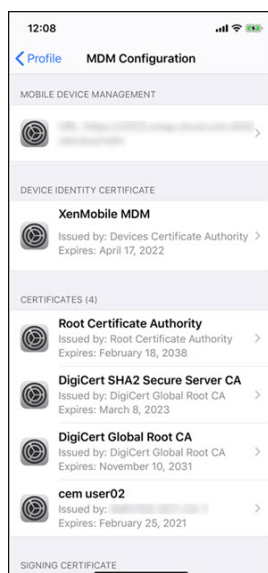 12:08
Profile MDM Configuration
MOBILE DEVICE MANAGEMENT
DEVICE IDENTITY CERTIFICATE
XenMobile MDM
Issued by: Devices Certificate Authority
Expires: April 17, 2022
CERTIFICATES (4)
Root Certificate Authority
Issued by: Root Certificate Authority
Expires: February 18, 2038
DigiCert SHA2 Secure Server CA
Issued by: DigiCert Global Root CA
Expires: March 8, 2023
DigiCert Global Root CA
Issued by: DigiCert Global Root CA
Expires: November 10, 2031
cem user02
Issued by:
Expires: February 25, 2021
SIGNING CERTIFICATE